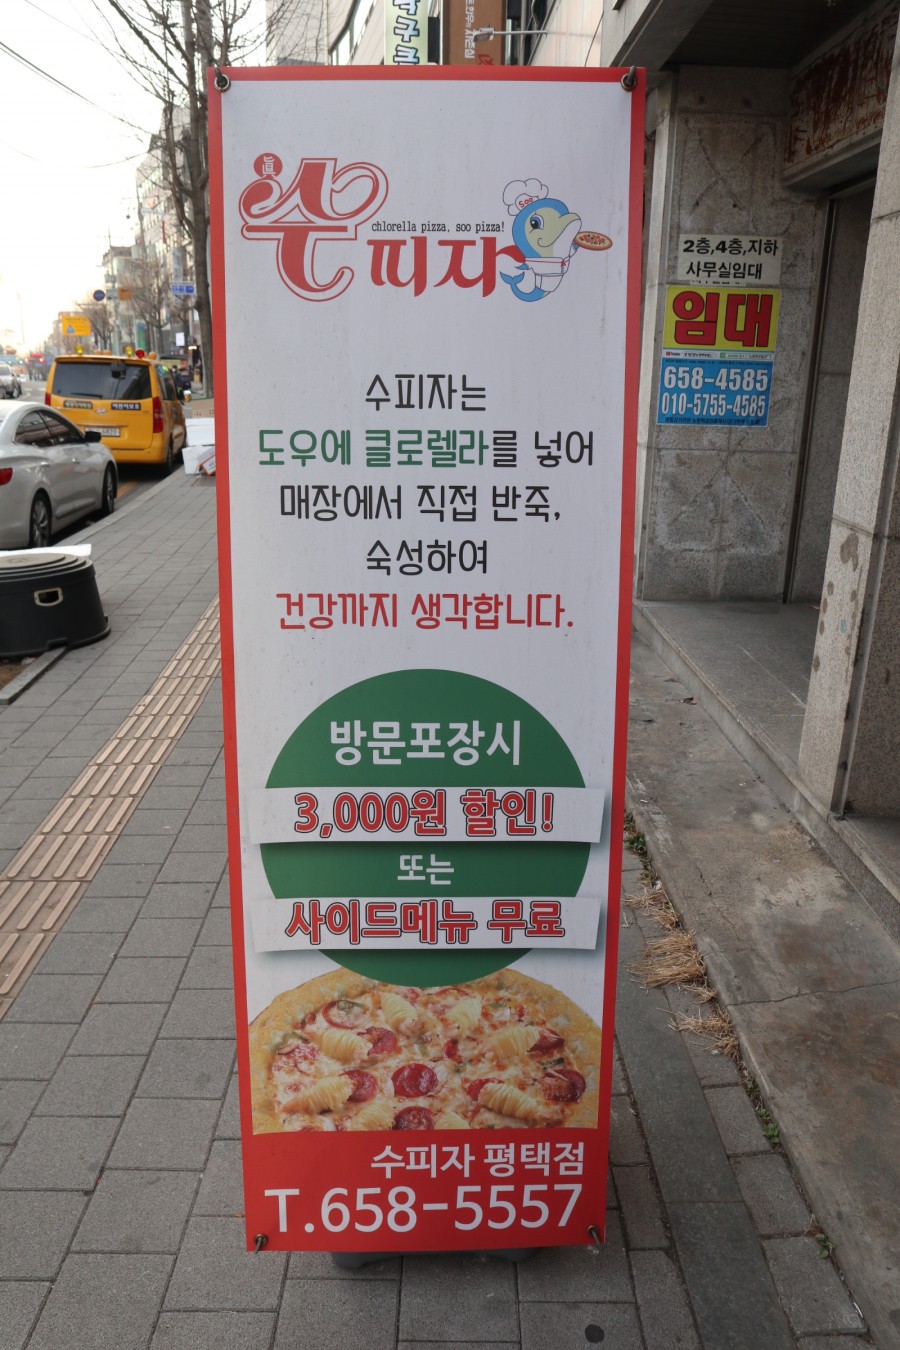 眞
수
chlorella pizza, soo pizza!
피자
soo
수피자는
도우에 클로렐라를 넣어
매장에서 직접 반죽,
숙성하여
건강까지 생각합니다.
방문포장시
3,000원 할인!
또는
사이드메뉴 무료
수피자 평택점
T.658-5557
2층,4층,지하
사무실임대
임대
658-4585
010-5755-4585